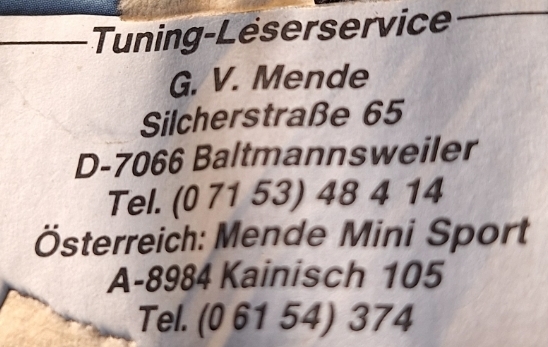 Tuning-Leserservice
G. V. Mende
Silcherstraße 65
D-7066 Baltmannsweiler
Tel. (0 71 53) 48 4 14
Österreich: Mende Mini Sport
A-8984 Kainisch 105
Tel. (0 61 54) 374